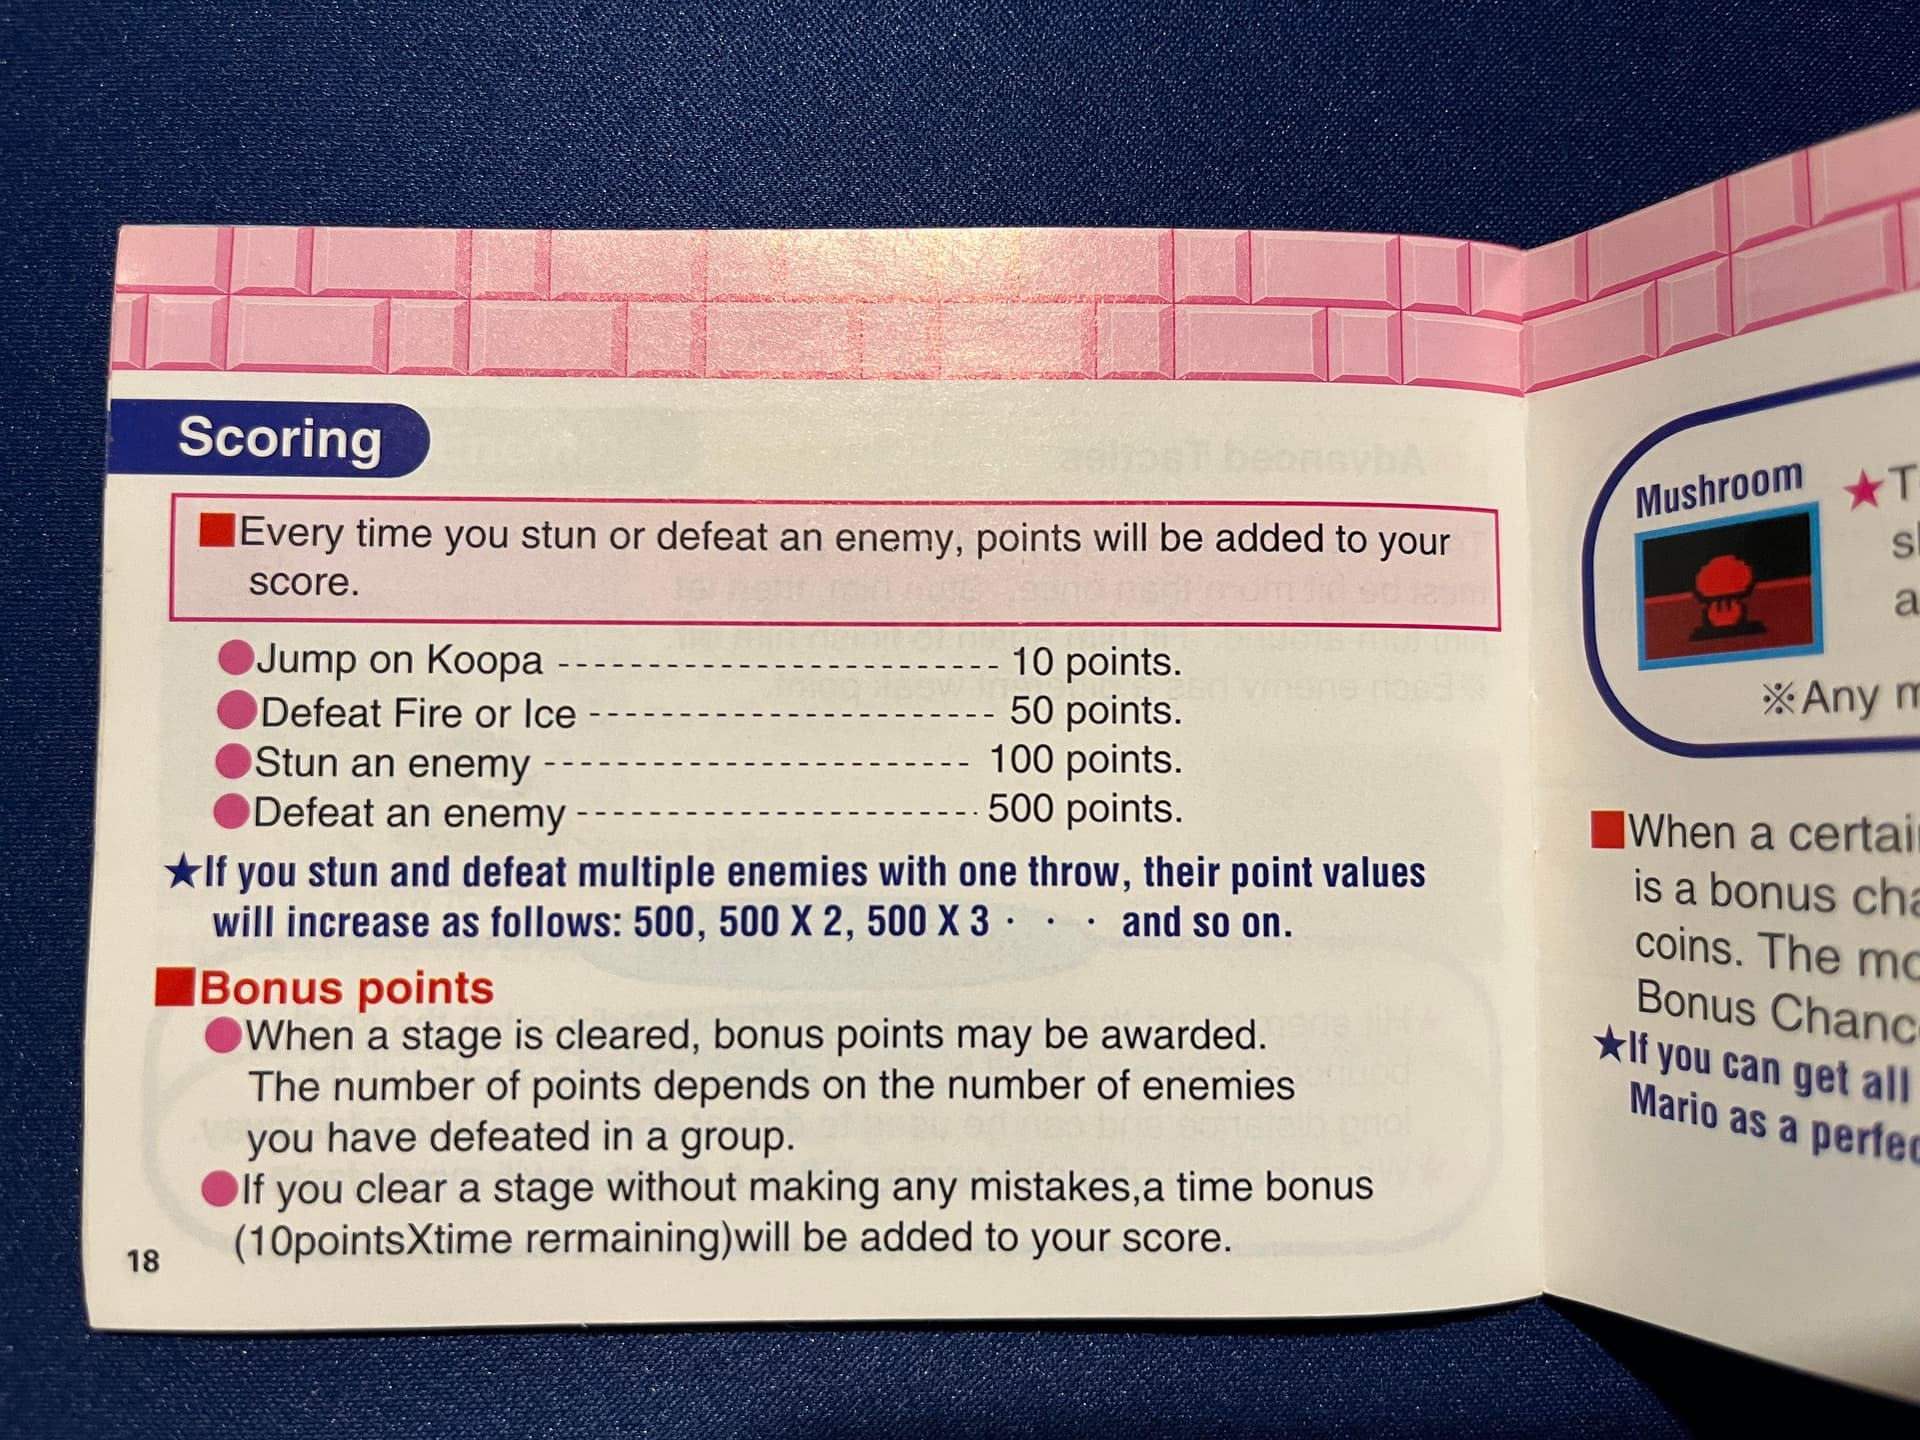 Scoring
■Every time you stun or defeat an enemy, points will be added to your
score.
●Jump on Koopa ------------------------- 10 points.
●Defeat Fire or Ice ----------------------- 50 points.
●Stun an enemy ------------------------ 100 points.
●Defeat an enemy ----------------------- 500 points.
★If you stun and defeat multiple enemies with one throw, their point values
will increase as follows: 500, 500 X 2, 500 X 3 · · · and so on.
■Bonus points
●When a stage is cleared, bonus points may be awarded.
The number of points depends on the number of enemies
you have defeated in a group.
●If you clear a stage without making any mistakes,a time bonus
(10pointsXtime rermaining)will be added to your score.
18
Mushroom
★
※Any
■When a
is a bonus
coins. The
Bonus
★If you can get all
Mario as a